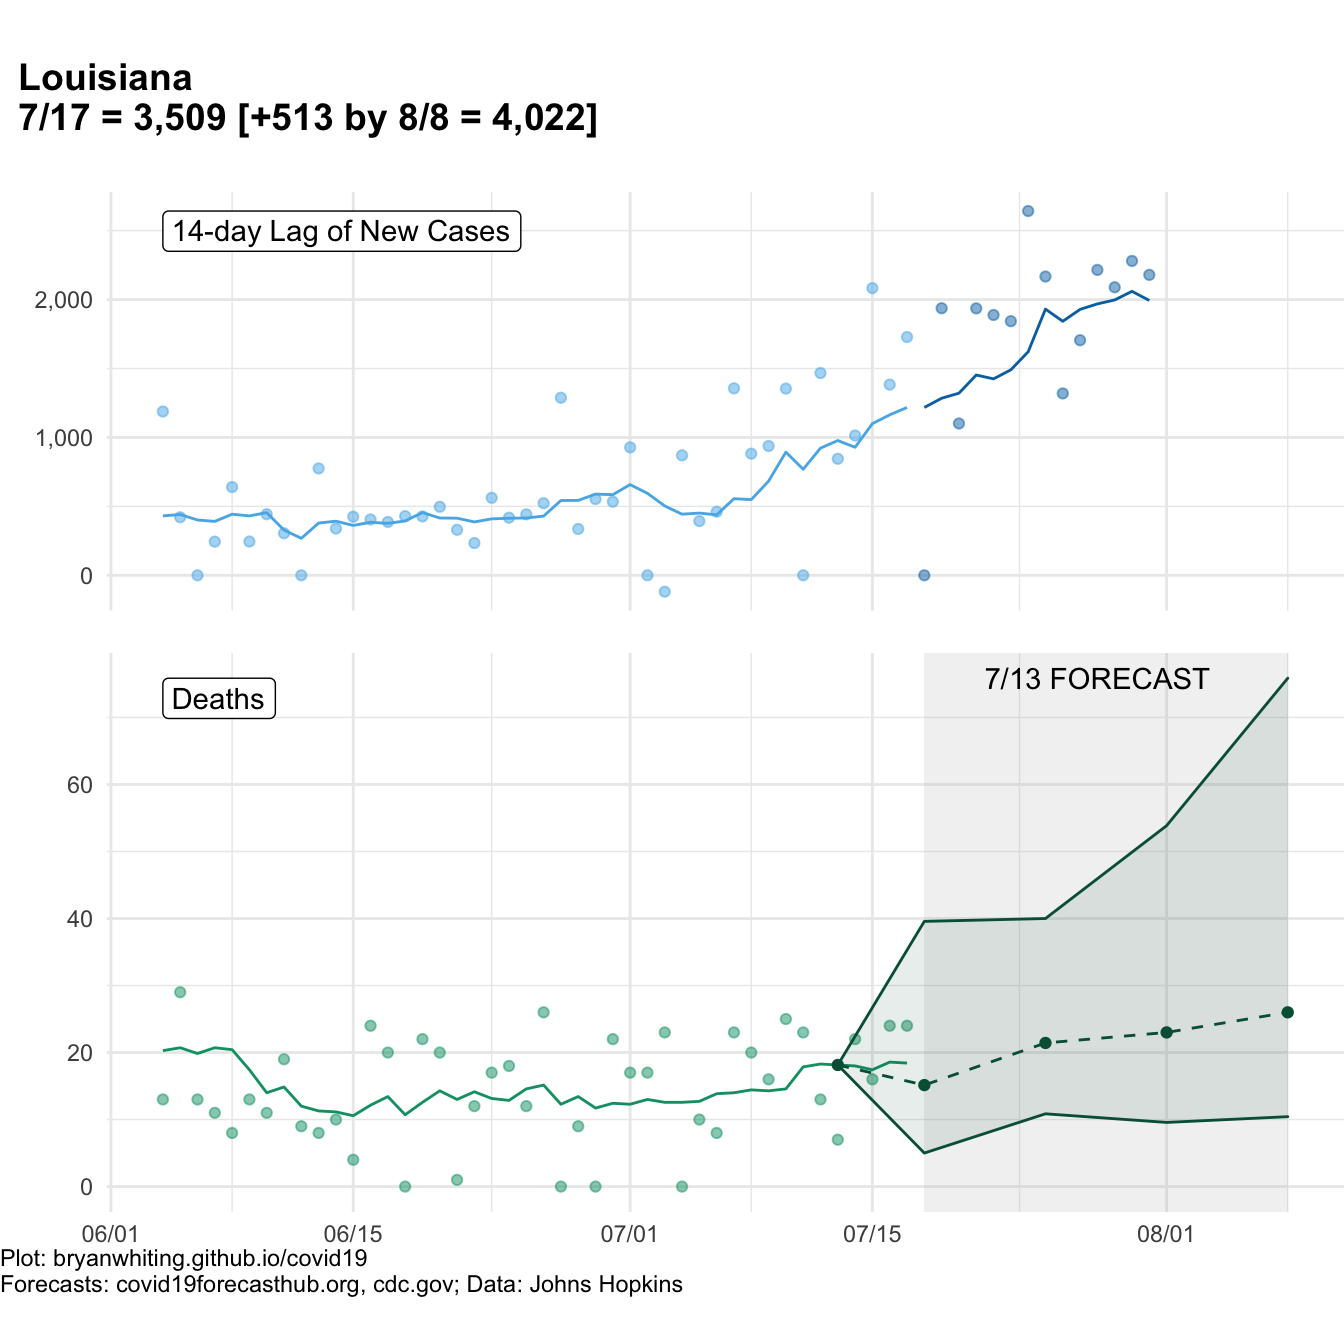 Louisiana
7/17 = 3,509 [+513 by 8/8 = 4,022]
14-day Lag of New Cases
2,000
1,000
0
7/13 FORECAST
Deaths
60
40
20
0
06/01 06/15 07/01 07/15 08/01
Plot: bryanwhiting.github.io/covid19
Forecasts: covid19forecasthub.org, cdc.gov; Data: Johns Hopkins